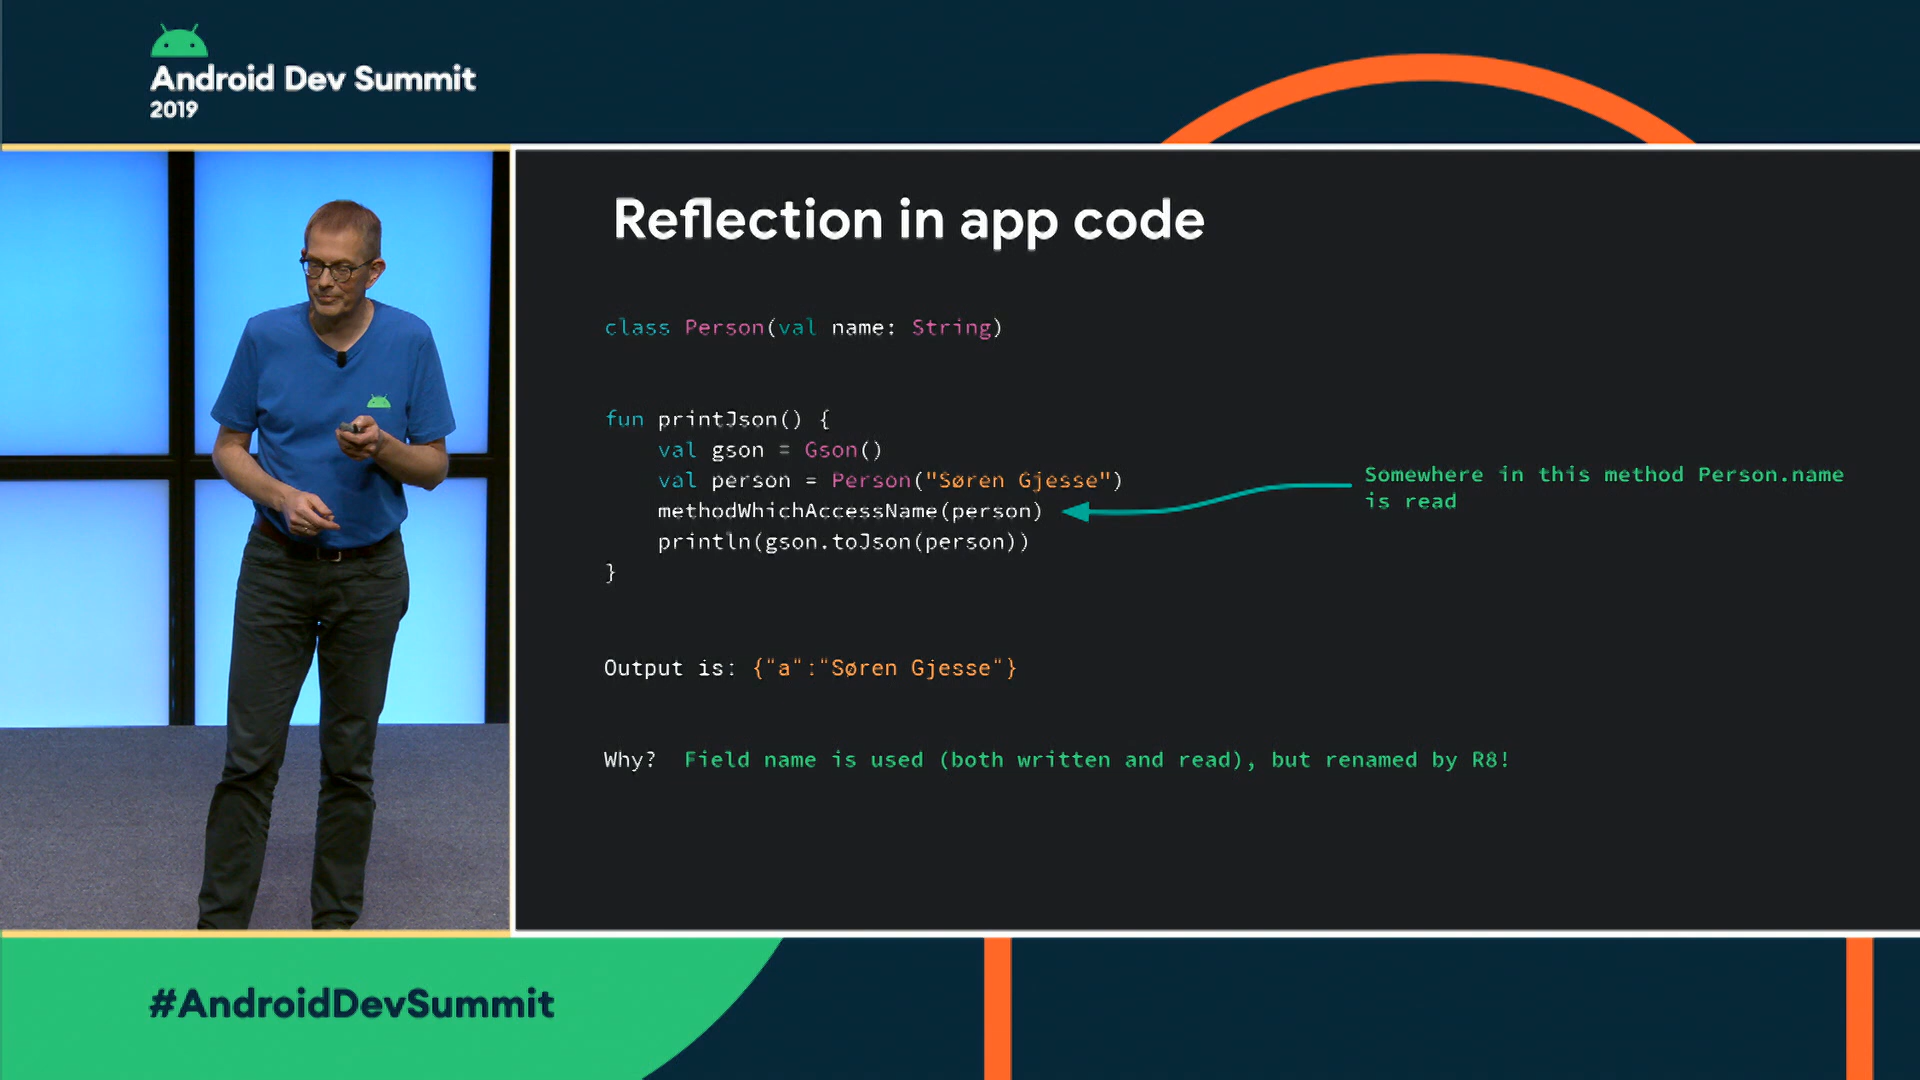 Android Dev Summit
2019
Reflection in app code
class Person(val name: String)
fun printJson() {
val gson = Gson()
val person = Person("Søren Gjesse")
methodWhichAccessName(person)
println(gson.toJson(person))
}
Somewhere in this method Person.name
is read
Output is: {"a":"Søren Gjesse"}
Why? Field name is used (both written and read), but renamed by R8!
#AndroidDevSummit